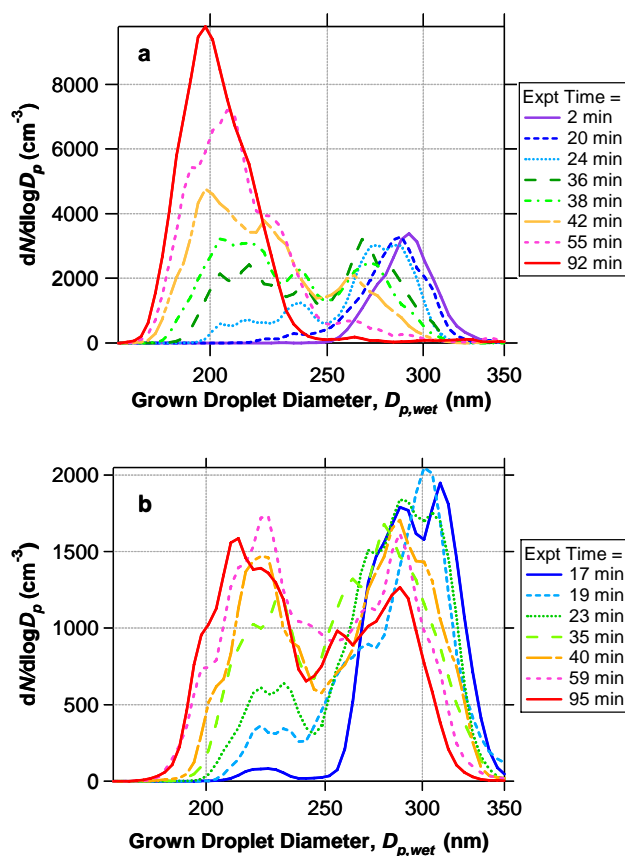 a
8000
6000
4000
2000
0
dN/dlogDp (cm-3)
200
250
300
350
Grown Droplet Diameter, Dp,wet (nm)
Expt Time =
2 min
20 min
24 min
36 min
38 min
42 min
55 min
92 min
b
2000
1500
1000
500
0
dN/dlogDp (cm-3)
200
250
300
350
Grown Droplet Diameter, Dp,wet (nm)
Expt Time =
17 min
19 min
23 min
35 min
40 min
59 min
95 min